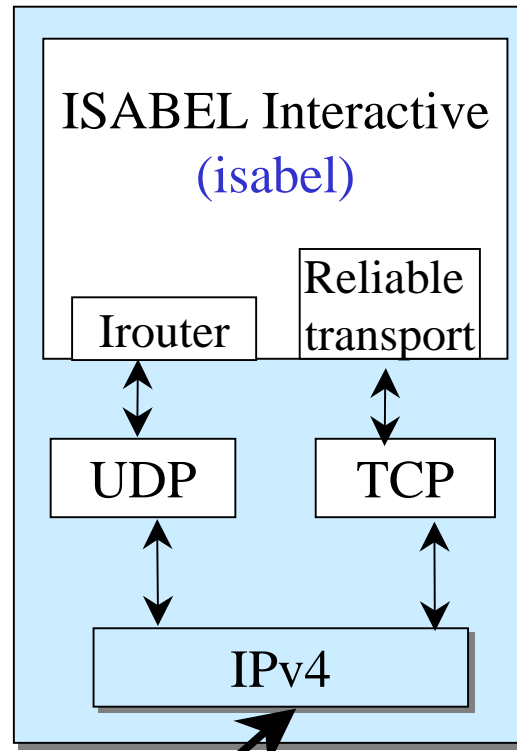 ISABEL Interactive
(isabel)
Reliable
transport
Irouter
UDP
TCP
IPv4